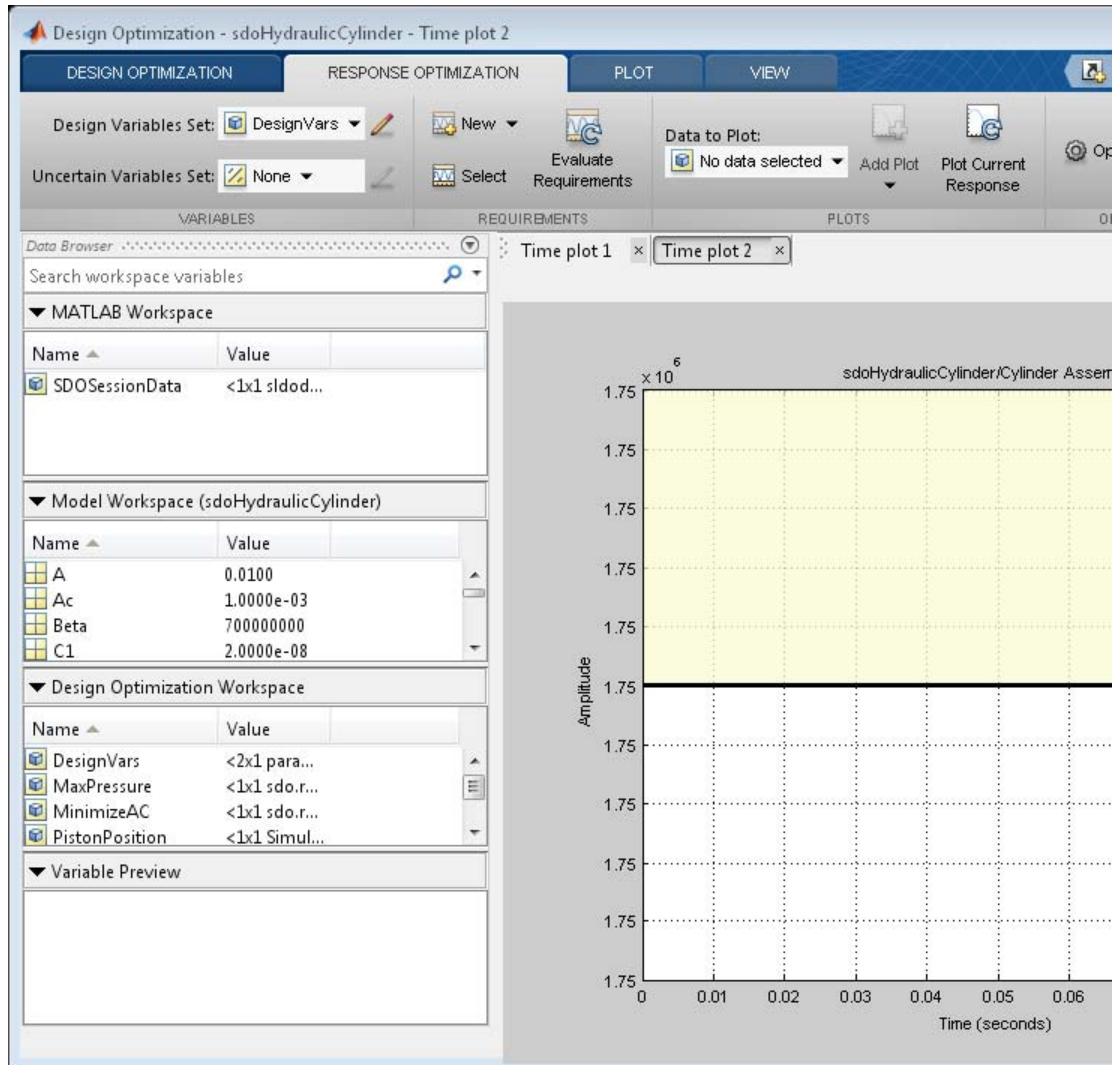 Design Optimization - sdoHydraulicCylinder - Time plot 2
DESIGN OPTIMIZATION RESPONSE OPTIMIZATION PLOT VIEW
Design Variables Set: DesignVars
Uncertain Variables Set: None
VARIABLES
New
Select
Evaluate
Requirements
REQUIREMENTS
Data to Plot:
No data selected
Add Plot
Plot Current
Response
PLOTS
Data Browser
Search workspace variables
MATLAB Workspace
Name Value
SDOSessionData <1x1 sldod...
Model Workspace (sdoHydraulicCylinder)
Name Value
A 0.0100
Ac 1.0000e-03
Beta 700000000
C1 2.0000e-08
Design Optimization Workspace
Name Value
DesignVars <2x1 para...
MaxPressure <1x1 sdo.r...
MinimizeAC <1x1 sdo.r...
PistonPosition <1x1 Simul...
Variable Preview
Time plot 1 × Time plot 2 ×
x 10 6
sdoHydraulicCylinder/Cylinder Assem
1.75
1.75
1.75
1.75
1.75
1.75
1.75
1.75
1.75
1.75
1.75
Amplitude
0 0.01 0.02 0.03 0.04 0.05 0.06
Time (seconds)